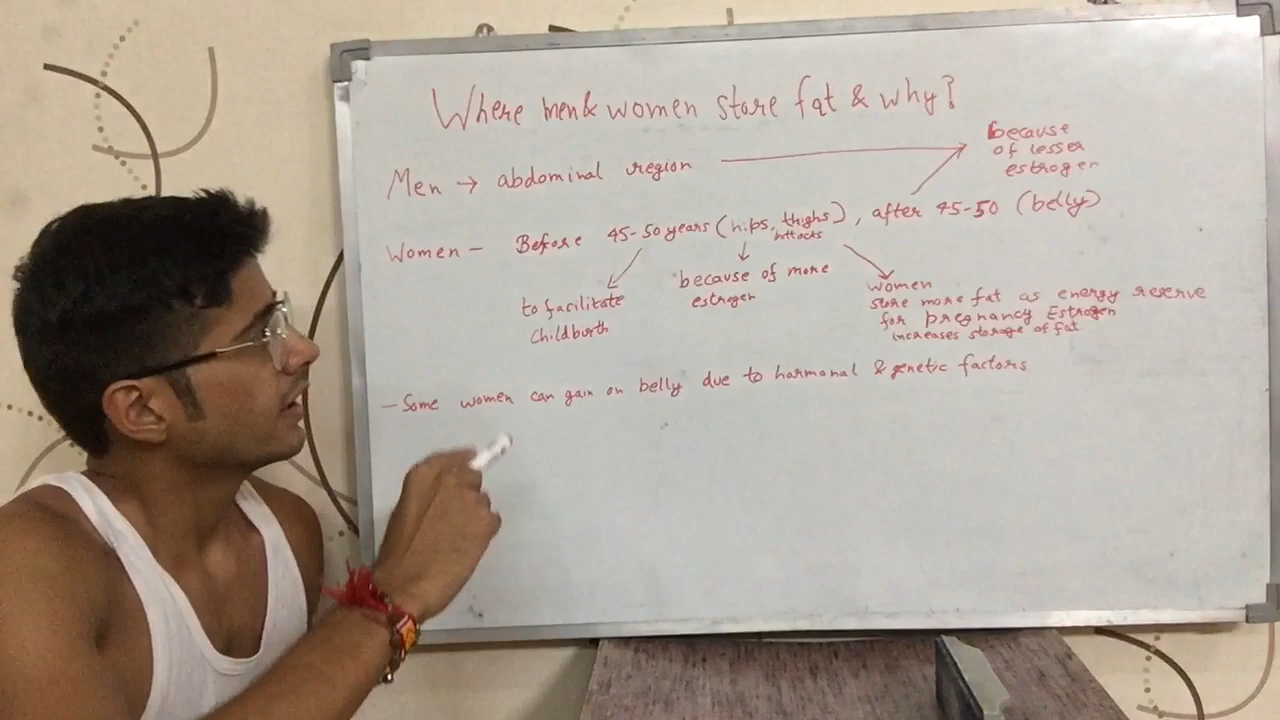 Where men & women store fat & why?
Men → abdominal region
because
of lesser
estrogen
Women - Before 45-50 years (hips, thighs), after 45-50 (belly)
to facilitate
childbirth
because of more
estrogen
women
store more fat as energy reserve
for pregnancy Estrogen
increases storage of fat
- Some women can gain on belly due to harmonal & genetic factors